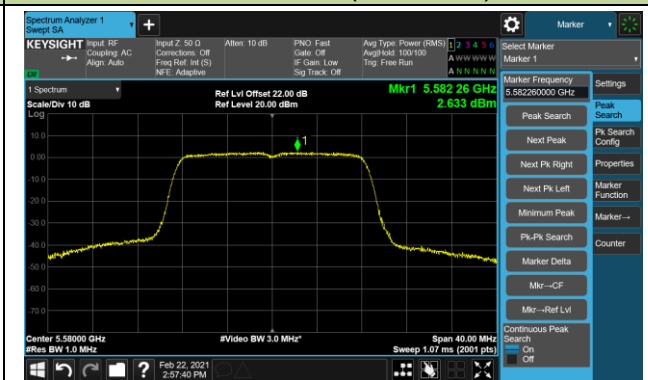 Spectrum Analyzer 1
Swept SA
Marker
KEYSIGHT
Input: RF
Coupling: AC
Align: Auto
Input Z: 50 Ω
Corrections: Off
Freq Ref: Int (S)
NFE: Adaptive
Atten: 10 dB
PNO: Fast
Gate: Off
IF Gain: Low
Sig Track: Off
Avg Type: Power (RMS)
Avg|Hold: 100/100
Trig: Free Run
1 2 3 4 5 6
A W W W W W
A N N N N N
Select Marker
Marker 1
LW
1 Spectrum
Scale/Div 10 dB
Log
Ref Lvl Offset 22.00 dB
Ref Level 20.00 dBm
Mkr1 5.582 26 GHz
2.633 dBm
Marker Frequency
5.582260000 GHz
Settings
Peak Search
Peak Search
Next Peak
Pk Search Config
Next Pk Right
Properties
Next Pk Left
Marker Function
Minimum Peak
Marker→
Pk-Pk Search
Counter
Marker Delta
Mkr→CF
Mkr→Ref Lvl
Continuous Peak Search
On
Off
10.0
0.00
-10.0
-20.0
-30.0
-40.0
-50.0
-60.0
-70.0
1
Center 5.58000 GHz
#Res BW 1.0 MHz
#Video BW 3.0 MHz*
Span 40.00 MHz
Sweep 1.07 ms (2001 pts)
Feb 22, 2021
2:57:40 PM